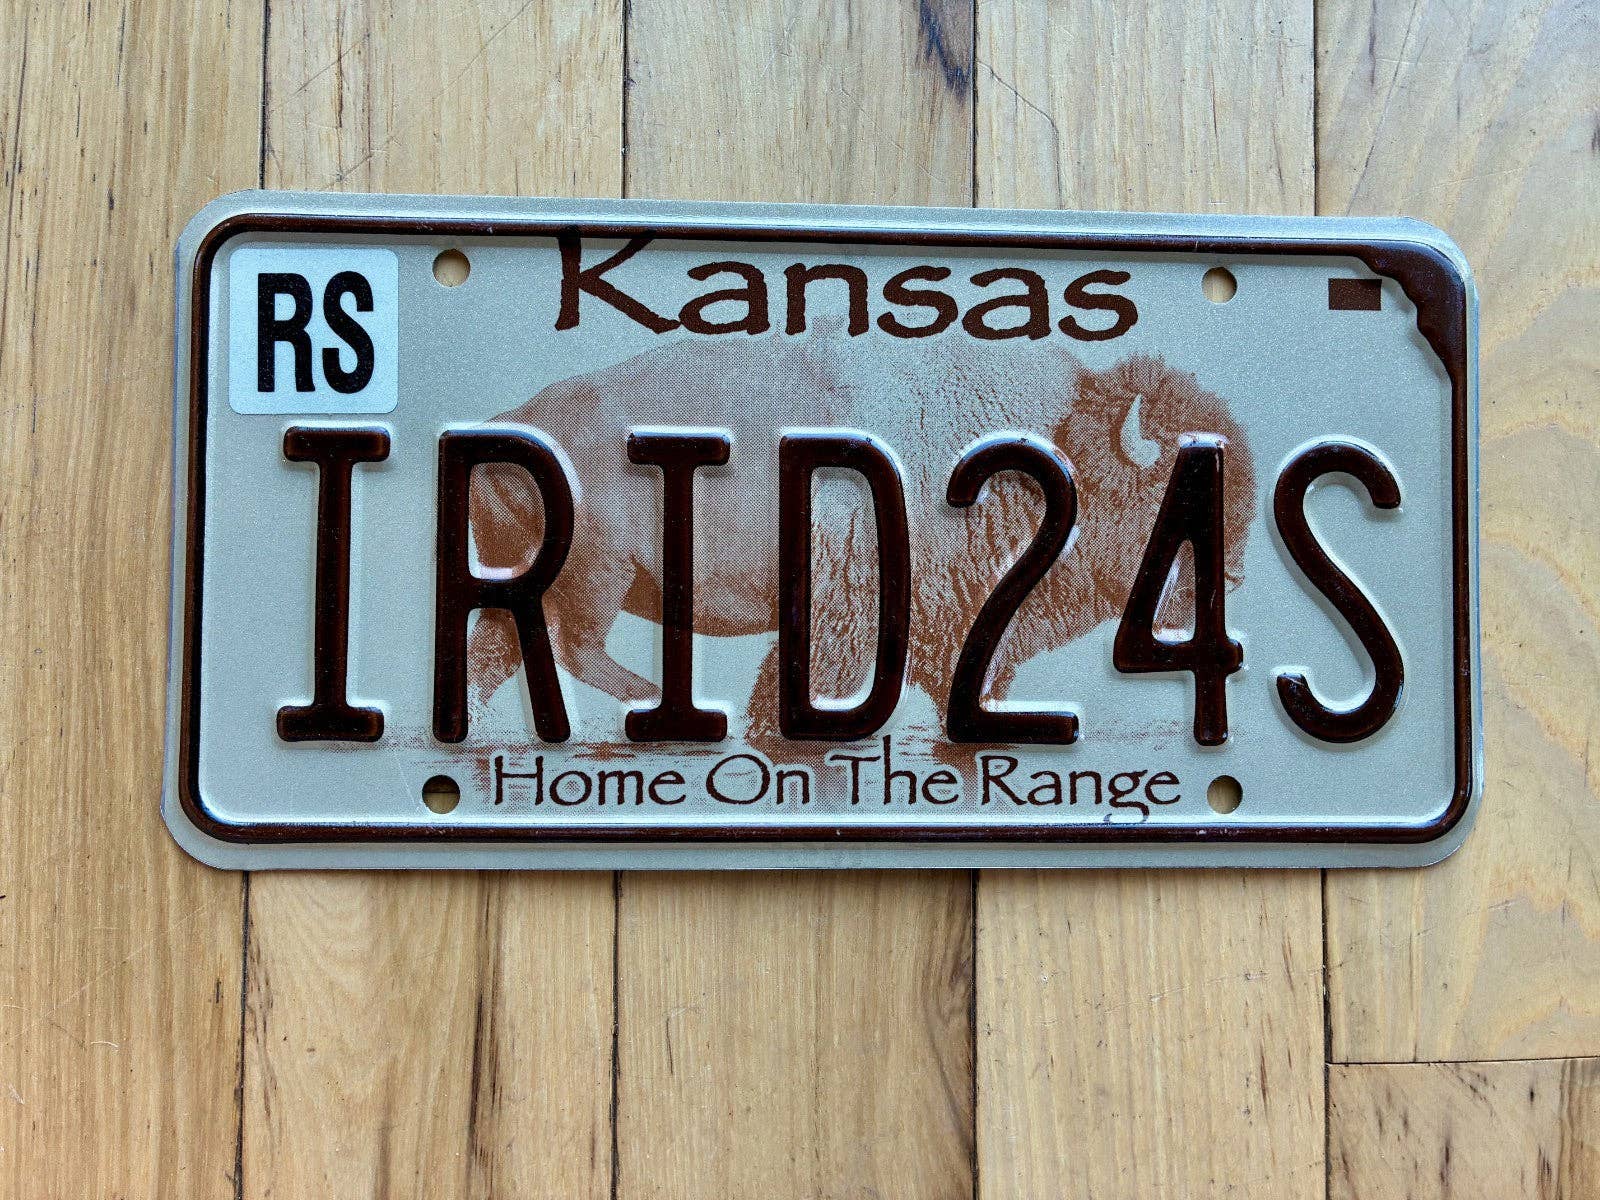 Kansas
RS
IRID24S
Home On The Range